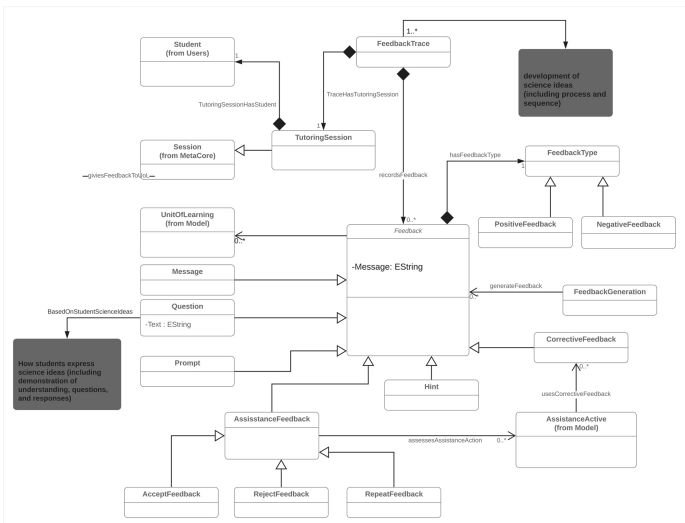 Student
(from Users)
1
FeedbackTrace
1..*
development of
science ideas
(including process and
sequence)
TutoringSessionHasStudent
TraceHasTutoringSession
1
TutoringSession
Session
(from MetaCore)
hasFeedbackType
1
FeedbackType
recordsFeedback
0..*
PositiveFeedback
NegativeFeedback
UnitOfLearning
(from Model)
0..*
Feedback
-Message: EString
Message
generateFeedback
0..*
FeedbackGeneration
BasedOnStudentScienceIdeas
Question
-Text : EString
CorrectiveFeedback
0..*
How students express
science ideas (including
demonstration of
understanding, questions,
and responses)
Prompt
Hint
usesCorrectiveFeedback
AssisstanceFeedback
assessesAssistanceAction
0..*
AssistanceActive
(from Model)
AcceptFeedback
RejectFeedback
RepeatFeedback